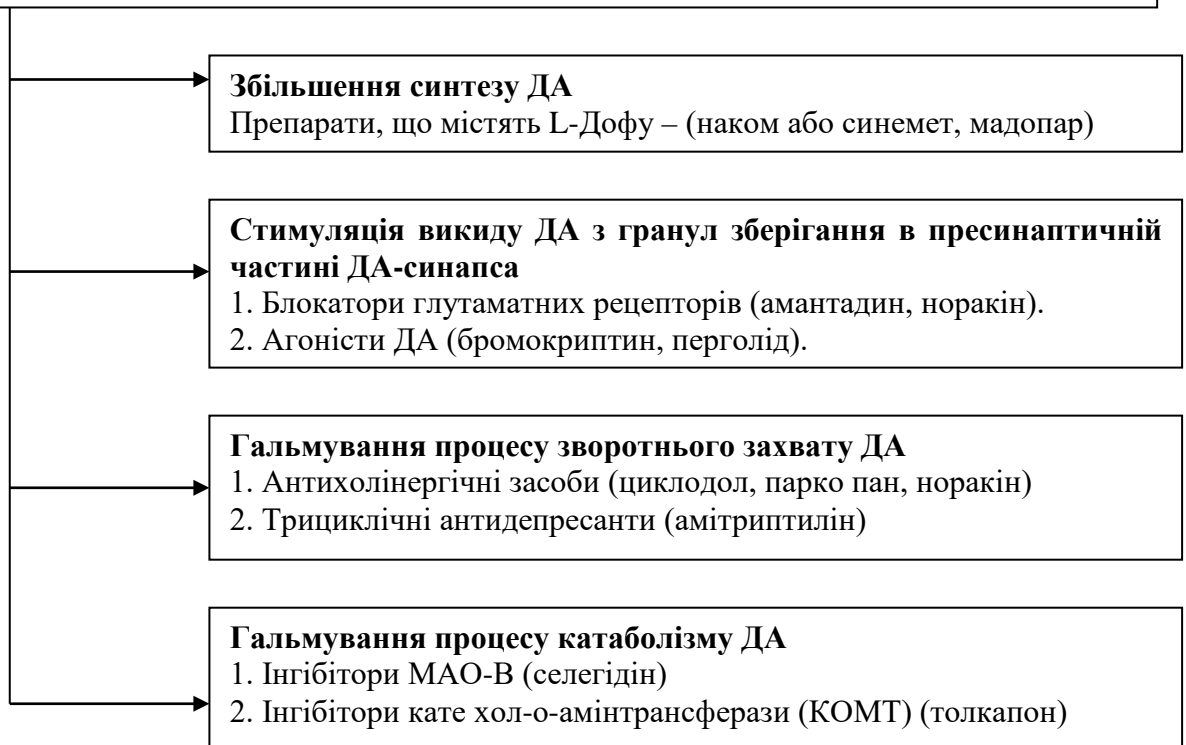 Збільшення синтезу ДА
Препарати, що містять L-Дофу – (наком або синемет, мадопар)
Стимуляція викиду ДА з гранул зберігання в пресинаптичній
частині ДА-синапса
1. Блокатори глутаматних рецепторів (амантадин, норакін).
2. Агоністи ДА (бромокриптин, перголід).
Гальмування процесу зворотнього захвату ДА
1. Антихолінергічні засоби (циклодол, парко пан, норакін)
2. Трициклічні антидепресанти (амітриптилін)
Гальмування процесу катаболізму ДА
1. Інгібітори МАО-В (селегідін)
2. Інгібітори кате хол-о-амінтрансферази (КОМТ) (толкапон)